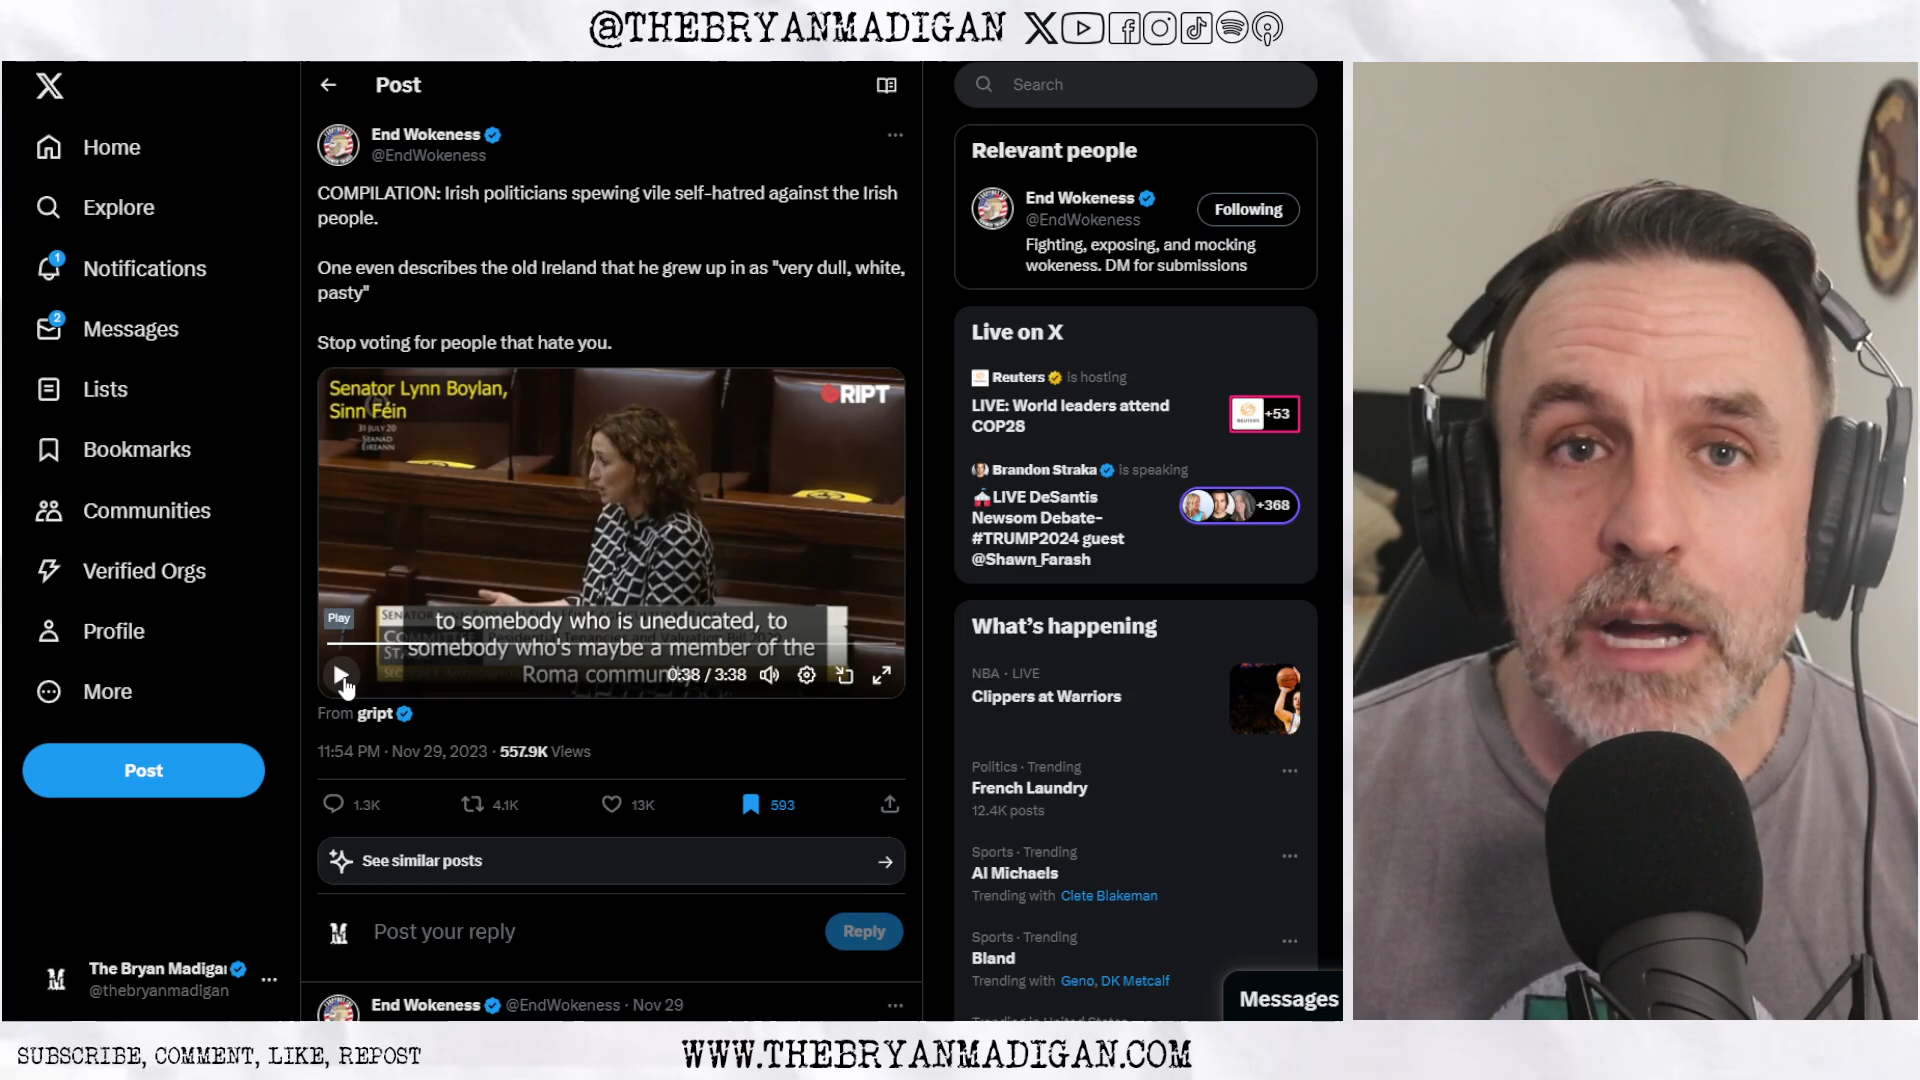 @THEBRYANMADIGAN
Home
Explore
1
Notifications
2
Messages
Lists
Bookmarks
Communities
Verified Orgs
Profile
More
Post
The Bryan Madigan
@thebryanmadigan
Post
End Wokeness
@EndWokeness
COMPILATION: Irish politicians spewing vile self-hatred against the Irish
people.
One even describes the old Ireland that he grew up in as "very dull, white,
pasty"
Stop voting for people that hate you.
Senator Lynn Boylan,
Sinn Féin
GRIPT
31 JULY 20
SEANAD
ÉIREANN
Play
to somebody who is uneducated, to
somebody who's maybe a member of the
Roma community
0:38 / 3:38
From gript
11:54 PM · Nov 29, 2023 · 557.9K Views
1.3K
4.1K
13K
593
See similar posts
Post your reply
Reply
End Wokeness @EndWokeness · Nov 29
Search
Relevant people
End Wokeness
@EndWokeness
Following
Fighting, exposing, and mocking
wokeness. DM for submissions
Live on X
Reuters is hosting
LIVE: World leaders attend
COP28
+53
Brandon Straka is speaking
LIVE DeSantis
Newsom Debate-
#TRUMP2024 guest
@Shawn_Farash
+368
What's happening
NBA · LIVE
Clippers at Warriors
Politics · Trending
French Laundry
12.4K posts
Sports · Trending
Al Michaels
Trending with Clete Blakeman
Sports · Trending
Bland
Trending with Geno, DK Metcalf
Messages
SUBSCRIBE, COMMENT, LIKE, REPOST
WWW.THEBRYANMADIGAN.COM